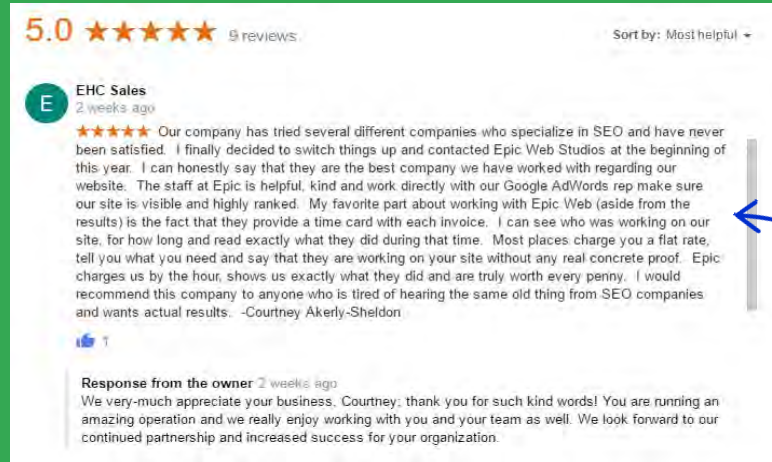 5.0 ★★★★★ 9 reviews Sort by: Most helpful
E
EHC Sales
2 weeks ago
★★★★★ Our company has tried several different companies who specialize in SEO and have never
been satisfied. I finally decided to switch things up and contacted Epic Web Studios at the beginning of
this year. I can honestly say that they are the best company we have worked with regarding our
website. The staff at Epic is helpful, kind and work directly with our Google AdWords rep make sure
our site is visible and highly ranked. My favorite part about working with Epic Web (aside from the
results) is the fact that they provide a time card with each invoice. I can see who was working on our
site, for how long and read exactly what they did during that time. Most places charge you a flat rate,
tell you what you need and say that they are working on your site without any real concrete proof. Epic
charges us by the hour, shows us exactly what they did and are truly worth every penny. I would
recommend this company to anyone who is tired of hearing the same old thing from SEO companies
and wants actual results. -Courtney Akerly-Sheldon
1
Response from the owner 2 weeks ago
We very-much appreciate your business, Courtney; thank you for such kind words! You are running an
amazing operation and we really enjoy working with you and your team as well. We look forward to our
continued partnership and increased success for your organization.